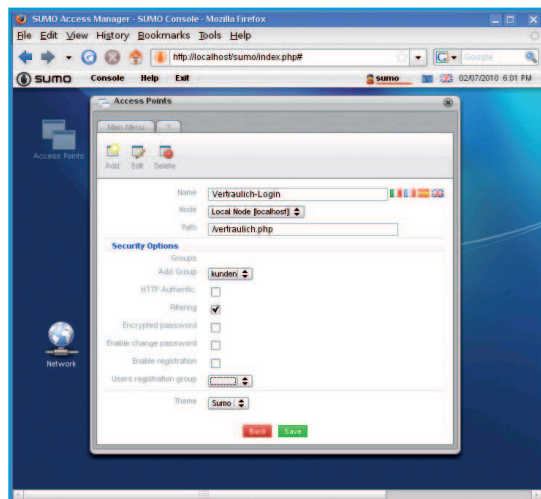 SUMO Access Manager - SUMO Console - Mozilla Firefox
File Edit View History Bookmarks Tools Help
http://localhost/sumo/index.php# Google
SUMO Console Help Exit sumo 02/07/2010 6:01 PM
Access Points
Main Menu ?
Add Edit Delete
Access Points
Name Vertraulich-Login
Node Local Node [localhost]
Path /vertraulich.php
Security Options
Groups
Add Group kunden
HTTP Authentic.
Filtering
Encrypted password
Enable change password
Enable registration
Network
Users registration group
Theme Sumo
Back Save